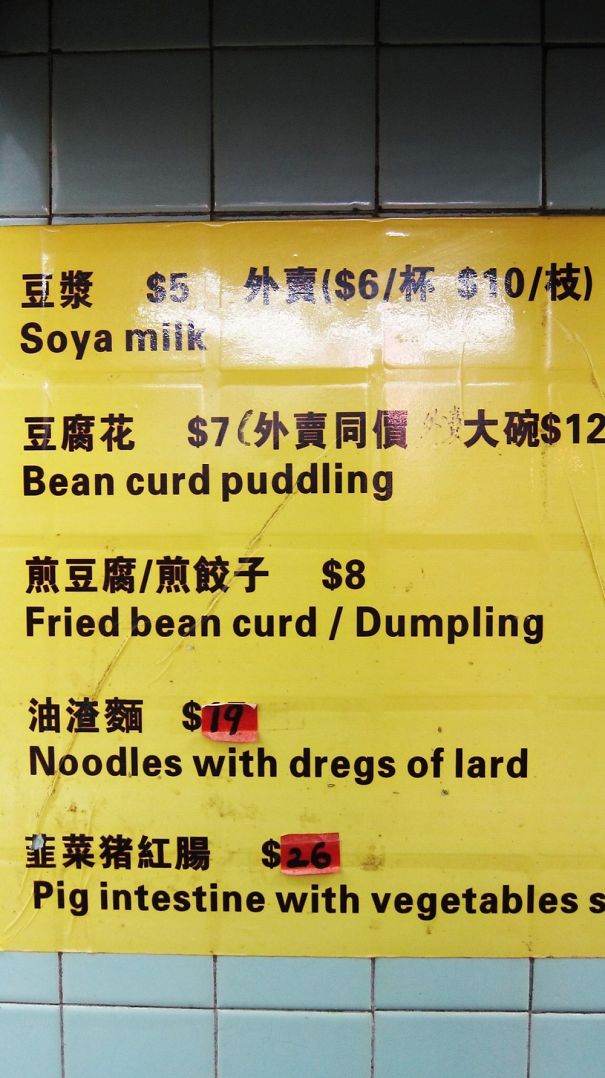 豆漿 $5 外賣($6/杯 $10/枝)
Soya milk
豆腐花 $7(外賣同價 外賣大碗$12
Bean curd puddling
煎豆腐/煎餃子 $8
Fried bean curd / Dumpling
油渣麵 $19
Noodles with dregs of lard
韮菜猪紅腸 $26
Pig intestine with vegetables s